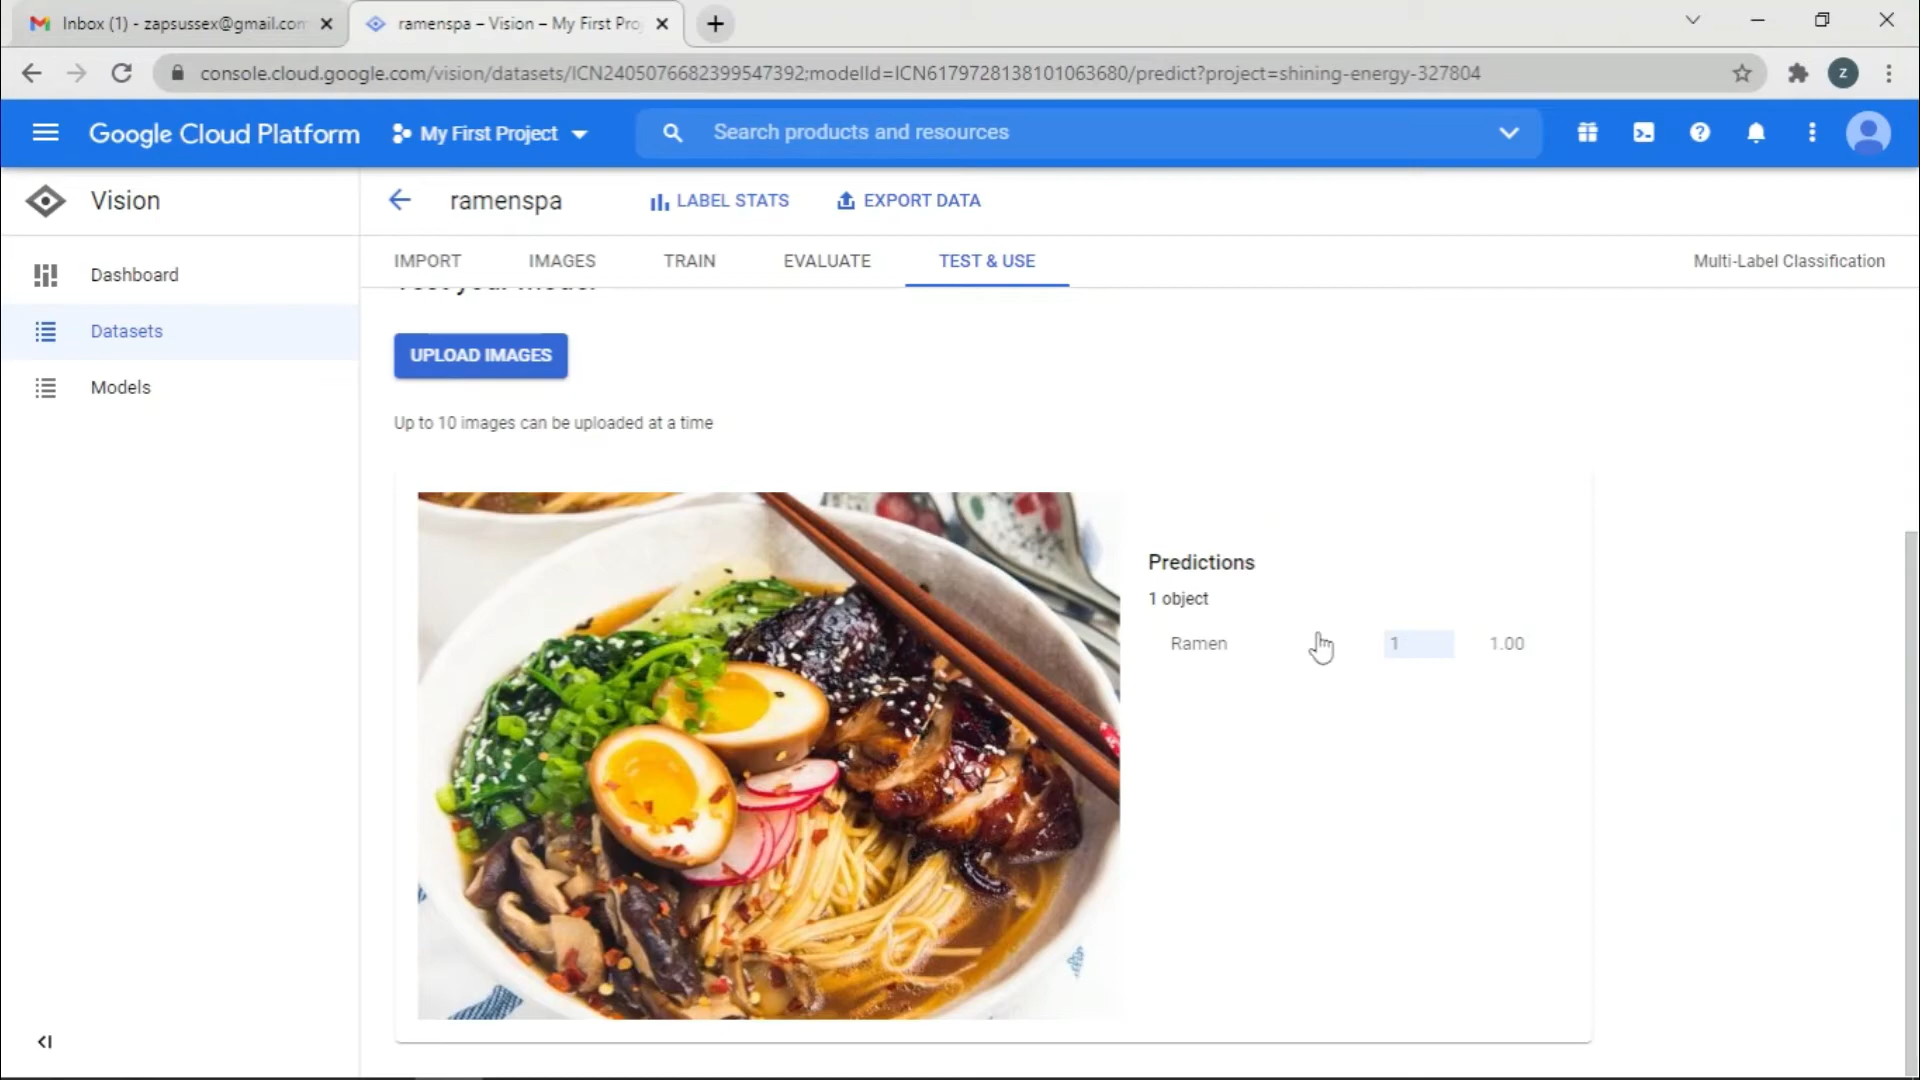 Inbox (1) - zapsussex@gmail.com
ramenspa – Vision – My First Pro
console.cloud.google.com/vision/datasets/ICN2405076682399547392;modelId=ICN6179728138101063680/predict?project=shining-energy-327804
z
Google Cloud Platform
My First Project
Search products and resources
Vision
ramenspa
LABEL STATS
EXPORT DATA
Dashboard
Datasets
Models
IMPORT
IMAGES
TRAIN
EVALUATE
TEST & USE
Multi-Label Classification
Test your model
UPLOAD IMAGES
Up to 10 images can be uploaded at a time
Predictions
1 object
Ramen 1 1.00